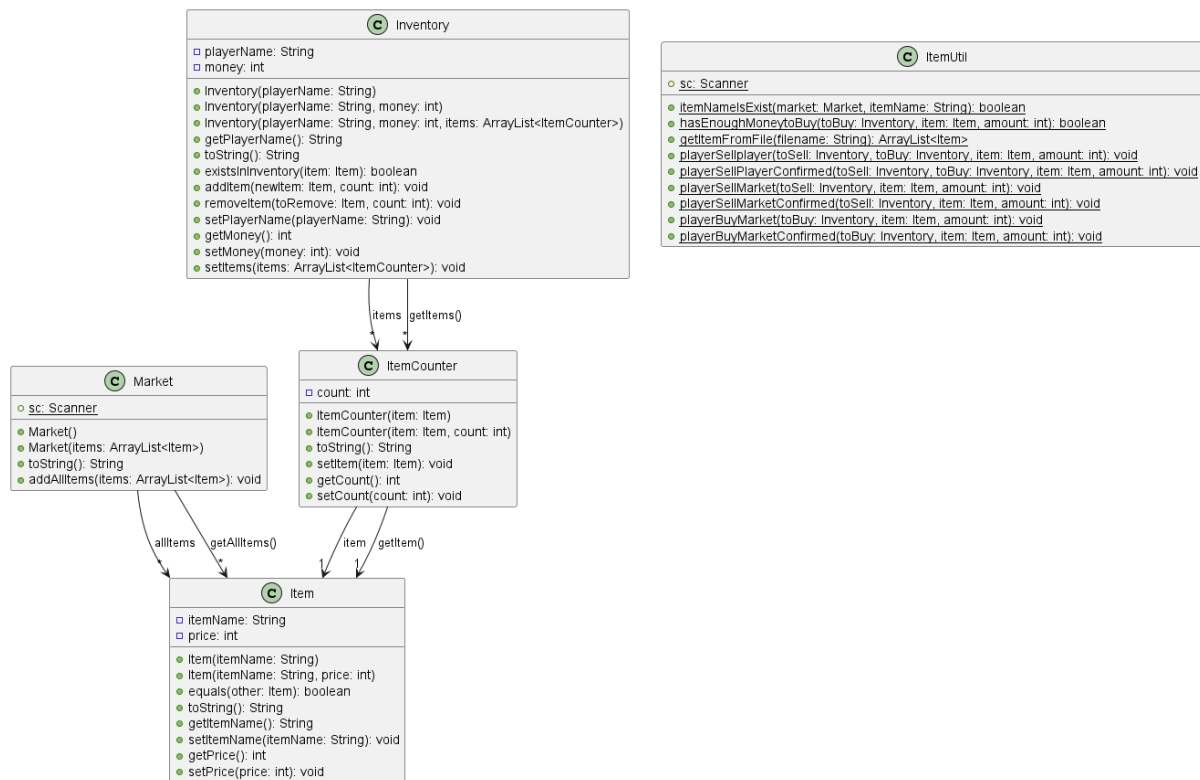 C Inventory
playerName: String
money: int
Inventory(playerName: String)
Inventory(playerName: String, money: int)
Inventory(playerName: String, money: int, items: ArrayList<ItemCounter>)
getPlayerName(): String
toString(): String
existsInInventory(item: Item): boolean
addItem(newItem: Item, count: int): void
removeItem(toRemove: Item, count: int): void
setPlayerName(playerName: String): void
getMoney(): int
setMoney(money: int): void
setItems(items: ArrayList<ItemCounter>): void
C ItemUtil
sc: Scanner
itemNameIsExist(market: Market, itemName: String): boolean
hasEnoughMoneytoBuy(toBuy: Inventory, item: Item, amount: int): boolean
getItemFromFile(filename: String): ArrayList<Item>
playerSellplayer(toSell: Inventory, toBuy: Inventory, item: Item, amount: int): void
playerSellPlayerConfirmed(toSell: Inventory, toBuy: Inventory, item: Item, amount: int): void
playerSellMarket(toSell: Inventory, item: Item, amount: int): void
playerSellMarketConfirmed(toSell: Inventory, item: Item, amount: int): void
playerBuyMarket(toBuy: Inventory, item: Item, amount: int): void
playerBuyMarketConfirmed(toBuy: Inventory, item: Item, amount: int): void
items getItems()
* *
C Market
sc: Scanner
Market()
Market(items: ArrayList<Item>)
toString(): String
addAllItems(items: ArrayList<Item>): void
C ItemCounter
count: int
ItemCounter(item: Item)
ItemCounter(item: Item, count: int)
toString(): String
setItem(item: Item): void
getCount(): int
setCount(count: int): void
allItems getAllItems() item getItem()
* * 1 1
C Item
itemName: String
price: int
Item(itemName: String)
Item(itemName: String, price: int)
equals(other: Item): boolean
toString(): String
getItemName(): String
setItemName(itemName: String): void
getPrice(): int
setPrice(price: int): void